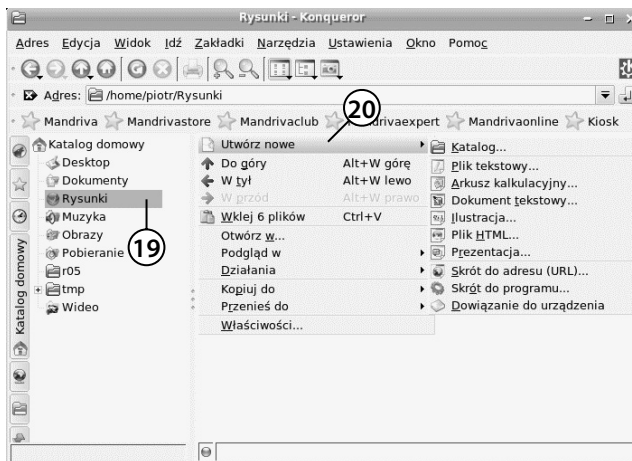 Rysunki - Konqueror
Adres Edycja Widok Idź Zakładki Narzędzia Ustawienia Okno Pomoc
Adres: /home/piotr/Rysunki
Mandriva Mandrivastore Mandrivaclub Mandrivaexpert Mandrivaonline Kiosk
20
Katalog domowy
Desktop
Dokumenty
Rysunki
Muzyka
Obrazy
Pobieranie
r05
tmp
Wideo
19
Katalog domowy
Utwórz nowe
Do góry Alt+W górę
W tył Alt+W lewo
W przód Alt+W prawo
Wklej 6 plików Ctrl+V
Otwórz w...
Podgląd w
Działania
Kopiuj do
Przenieś do
Właściwości...
Katalog...
Plik tekstowy...
Arkusz kalkulacyjny...
Dokument tekstowy...
Ilustracja...
Plik HTML...
Prezentacja...
Skrót do adresu (URL)...
Skrót do programu...
Dowiązanie do urządzenia